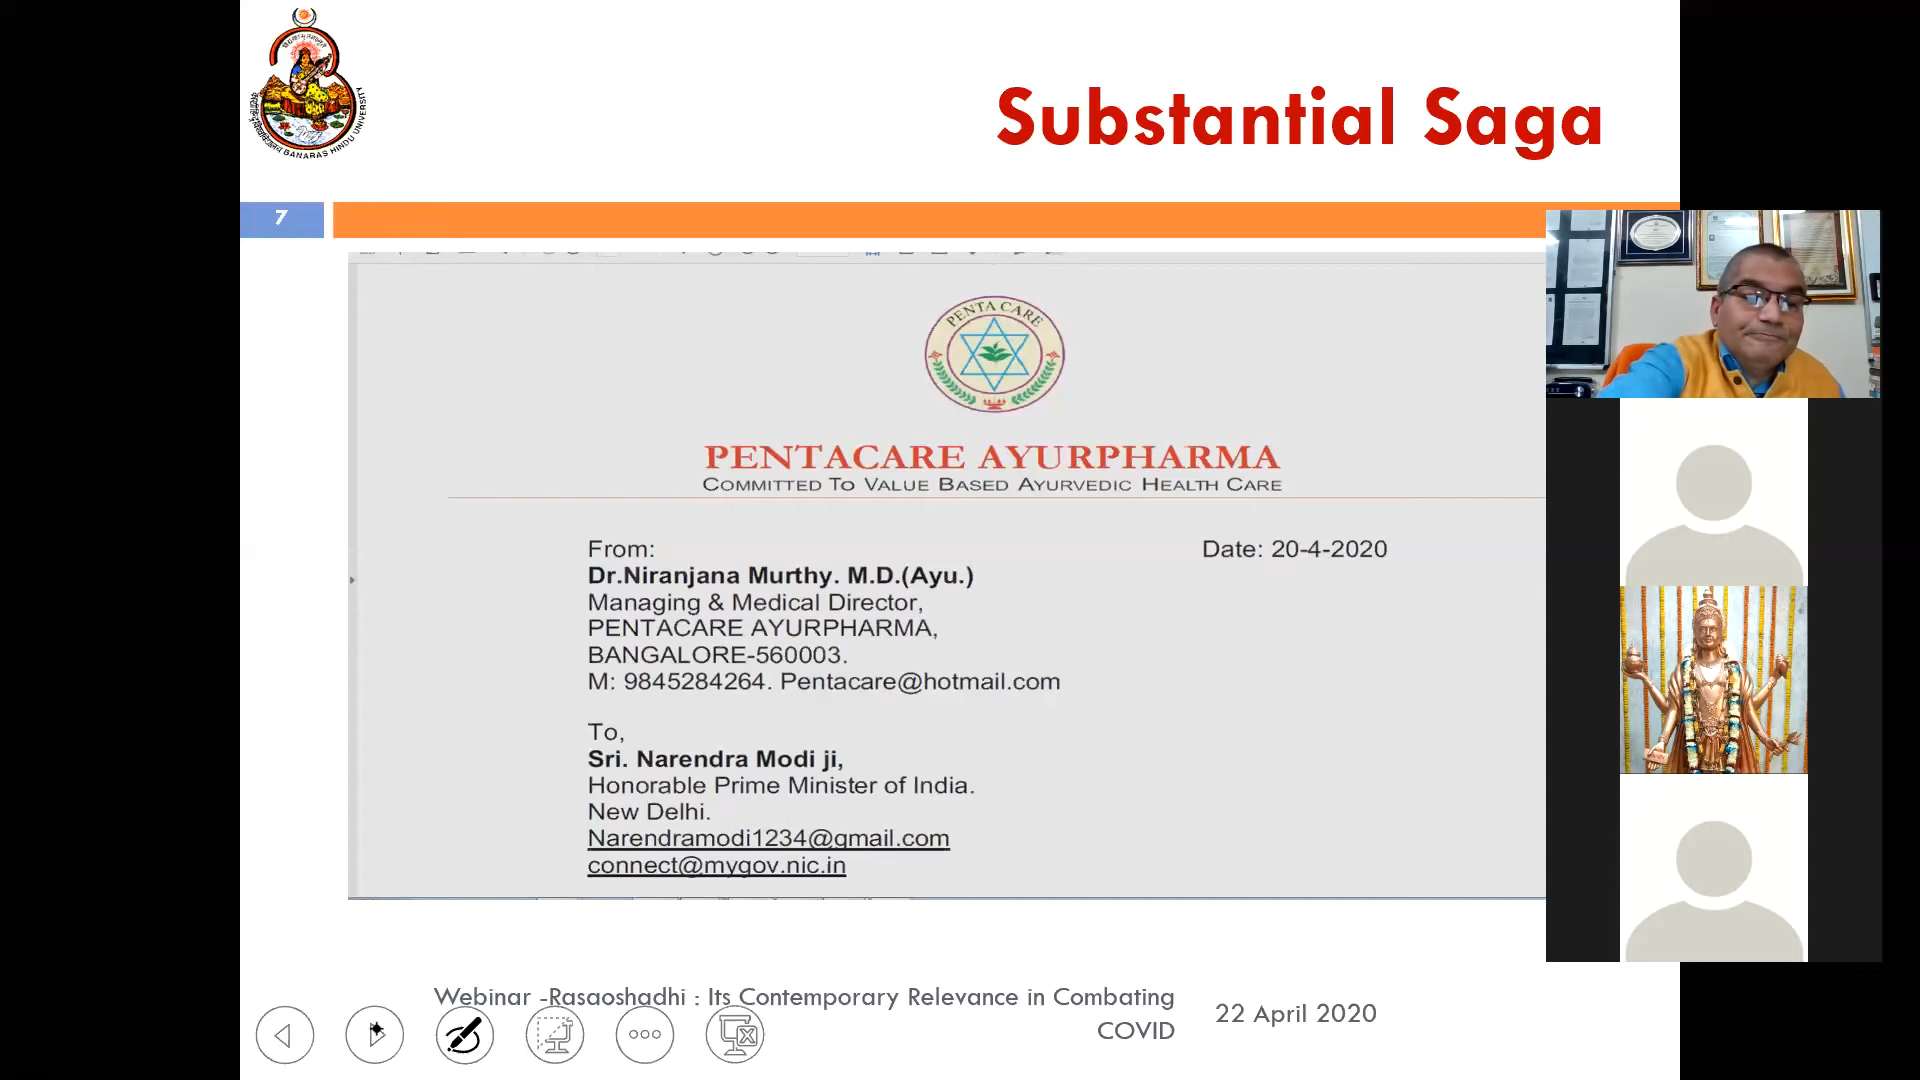 BANARAS HINDU UNIVERSITY
Substantial Saga
7
PENTA CARE
PENTACARE AYURPHARMA
COMMITTED TO VALUE BASED AYURVEDIC HEALTH CARE
From:
Date: 20-4-2020
Dr.Niranjana Murthy. M.D.(Ayu.)
Managing & Medical Director,
PENTACARE AYURPHARMA,
BANGALORE-560003.
M: 9845284264. Pentacare@hotmail.com
To,
Sri. Narendra Modi ji,
Honorable Prime Minister of India.
New Delhi.
Narendramodi1234@gmail.com
connect@mygov.nic.in
Webinar -Rasaoshadhi : Its Contemporary Relevance in Combating
COVID
22 April 2020